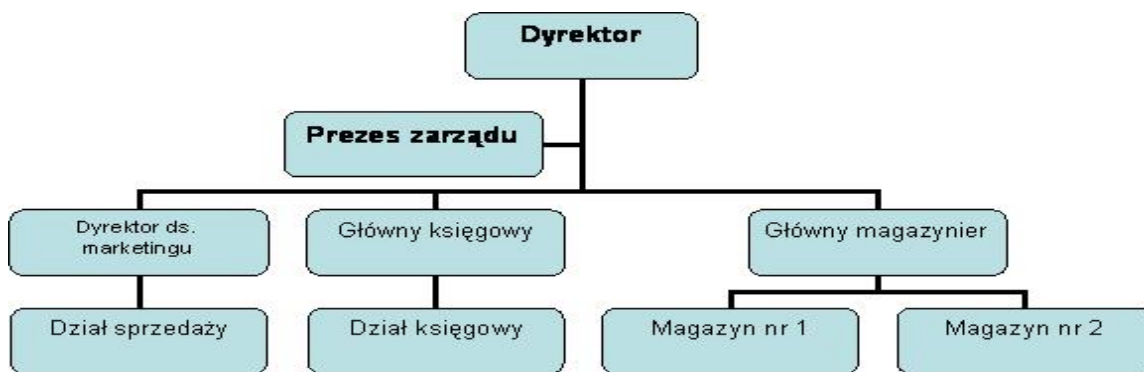 Dyrektor
Prezes zarządu
Dyrektor ds.
marketingu
Główny księgowy
Główny magazynier
Dział sprzedaży
Dział księgowy
Magazyn nr 1
Magazyn nr 2